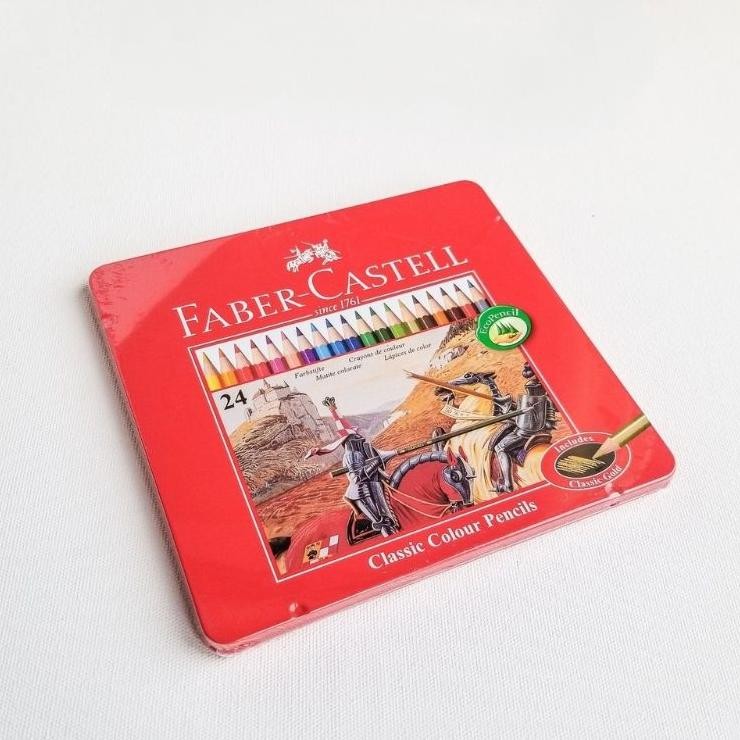 FABER-CASTELL
since 1761
EcoPencil
Farbstifte
Crayons de couleur
Matite colorate
Lápices de color
24
Includes
Classic Gold
Classic Colour Pencils